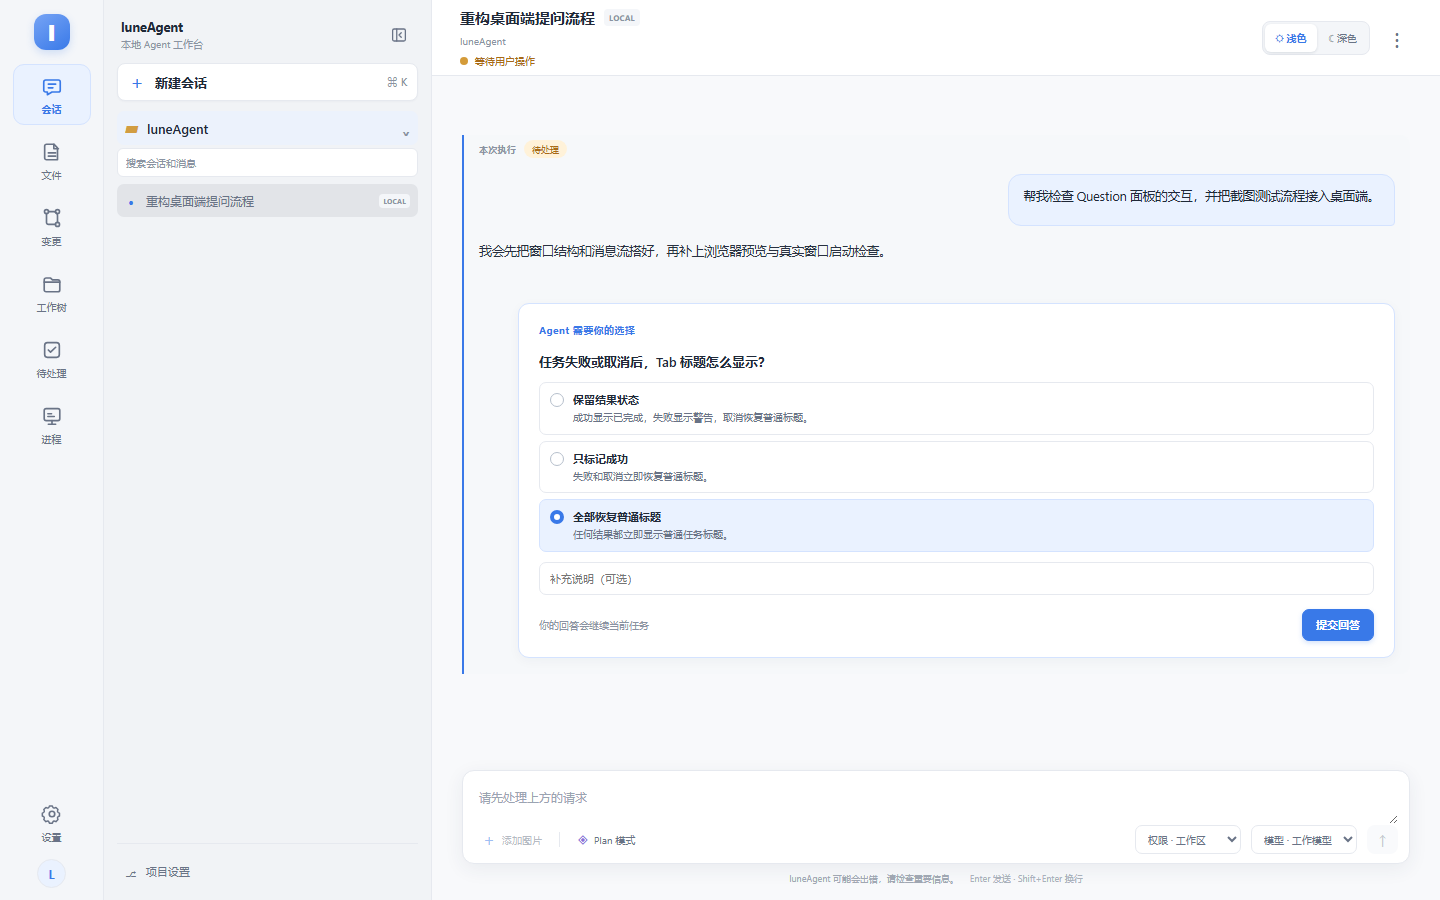 会话
文件
变更
工作树
待处理
进程
设置
L
luneAgent
本地 Agent 工作台
+ 新建会话 ⌘ K
luneAgent
搜索会话和消息
重构桌面端提问流程 LOCAL
项目设置
重构桌面端提问流程 LOCAL
luneAgent
等待用户操作
浅色 深色
本次执行 待处理
帮我检查 Question 面板的交互，并把截图测试流程接入桌面端。
我会先把窗口结构和消息流搭好，再补上浏览器预览与真实窗口启动检查。
Agent 需要你的选择
任务失败或取消后，Tab 标题怎么显示？
保留结果状态
成功显示已完成，失败显示警告，取消恢复普通标题。
只标记成功
失败和取消立即恢复普通标题。
全部恢复普通标题
任何结果都立即显示普通任务标题。
补充说明（可选）
你的回答会继续当前任务
提交回答
请先处理上方的请求
+ 添加图片 Plan 模式 权限 · 工作区 模型 · 工作模型 ↑
luneAgent 可能会出错，请检查重要信息。 Enter 发送 · Shift+Enter 换行